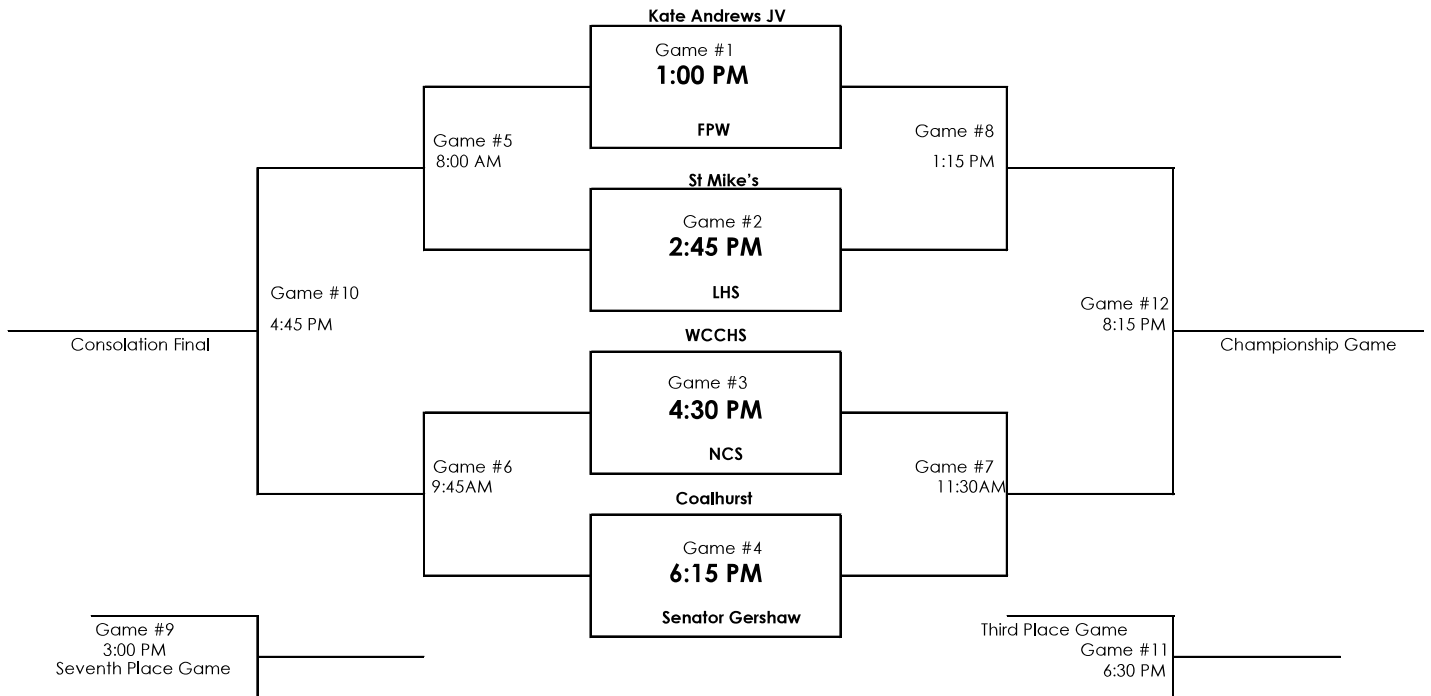 Kate Andrews JV
Game #1
1:00 PM
FPW
Game #5
8:00 AM
Game #8
1:15 PM
St Mike’s
Game #2
2:45 PM
LHS
Game #10
4:45 PM
Consolation Final
Game #12
8:15 PM
Championship Game
WCCHS
Game #3
4:30 PM
NCS
Game #6
9:45AM
Game #7
11:30AM
Coalhurst
Game #4
6:15 PM
Senator Gershaw
Game #9
3:00 PM
Seventh Place Game
Third Place Game
Game #11
6:30 PM